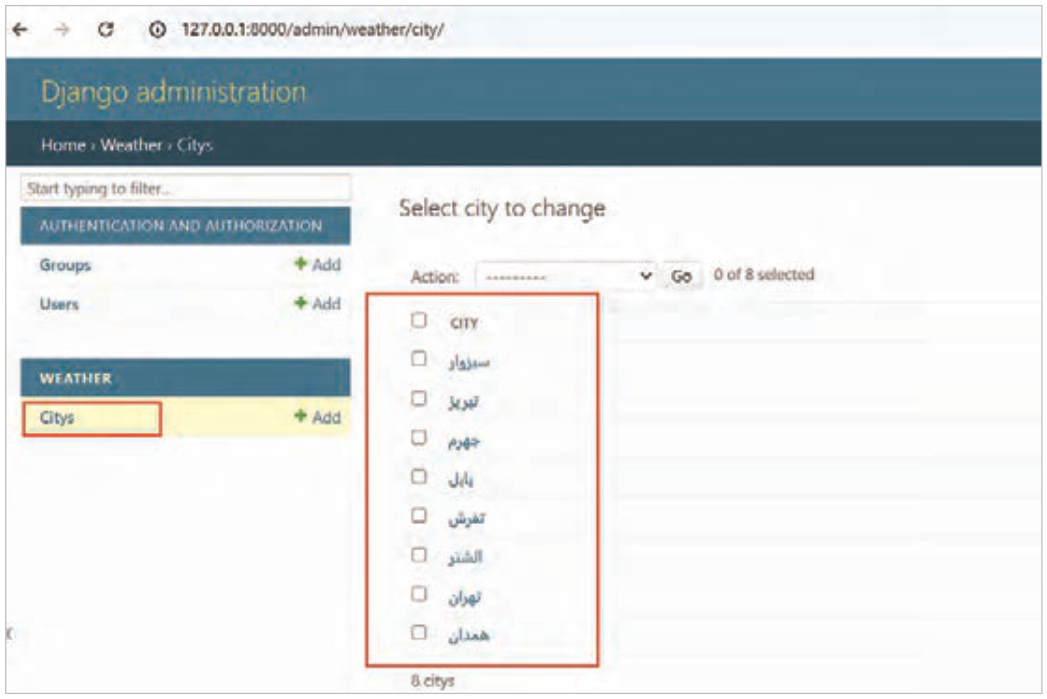 127.0.0.1:8000/admin/weather/city/
Django administration
Home › Weather › Citys
Start typing to filter...
AUTHENTICATION AND AUTHORIZATION
Groups + Add
Users + Add
WEATHER
Citys + Add
Select city to change
Action: --------- Go 0 of 8 selected
CITY
سبزوار
تبریز
جهرم
بابل
تفرش
الشتر
تهران
همدان
8 citys